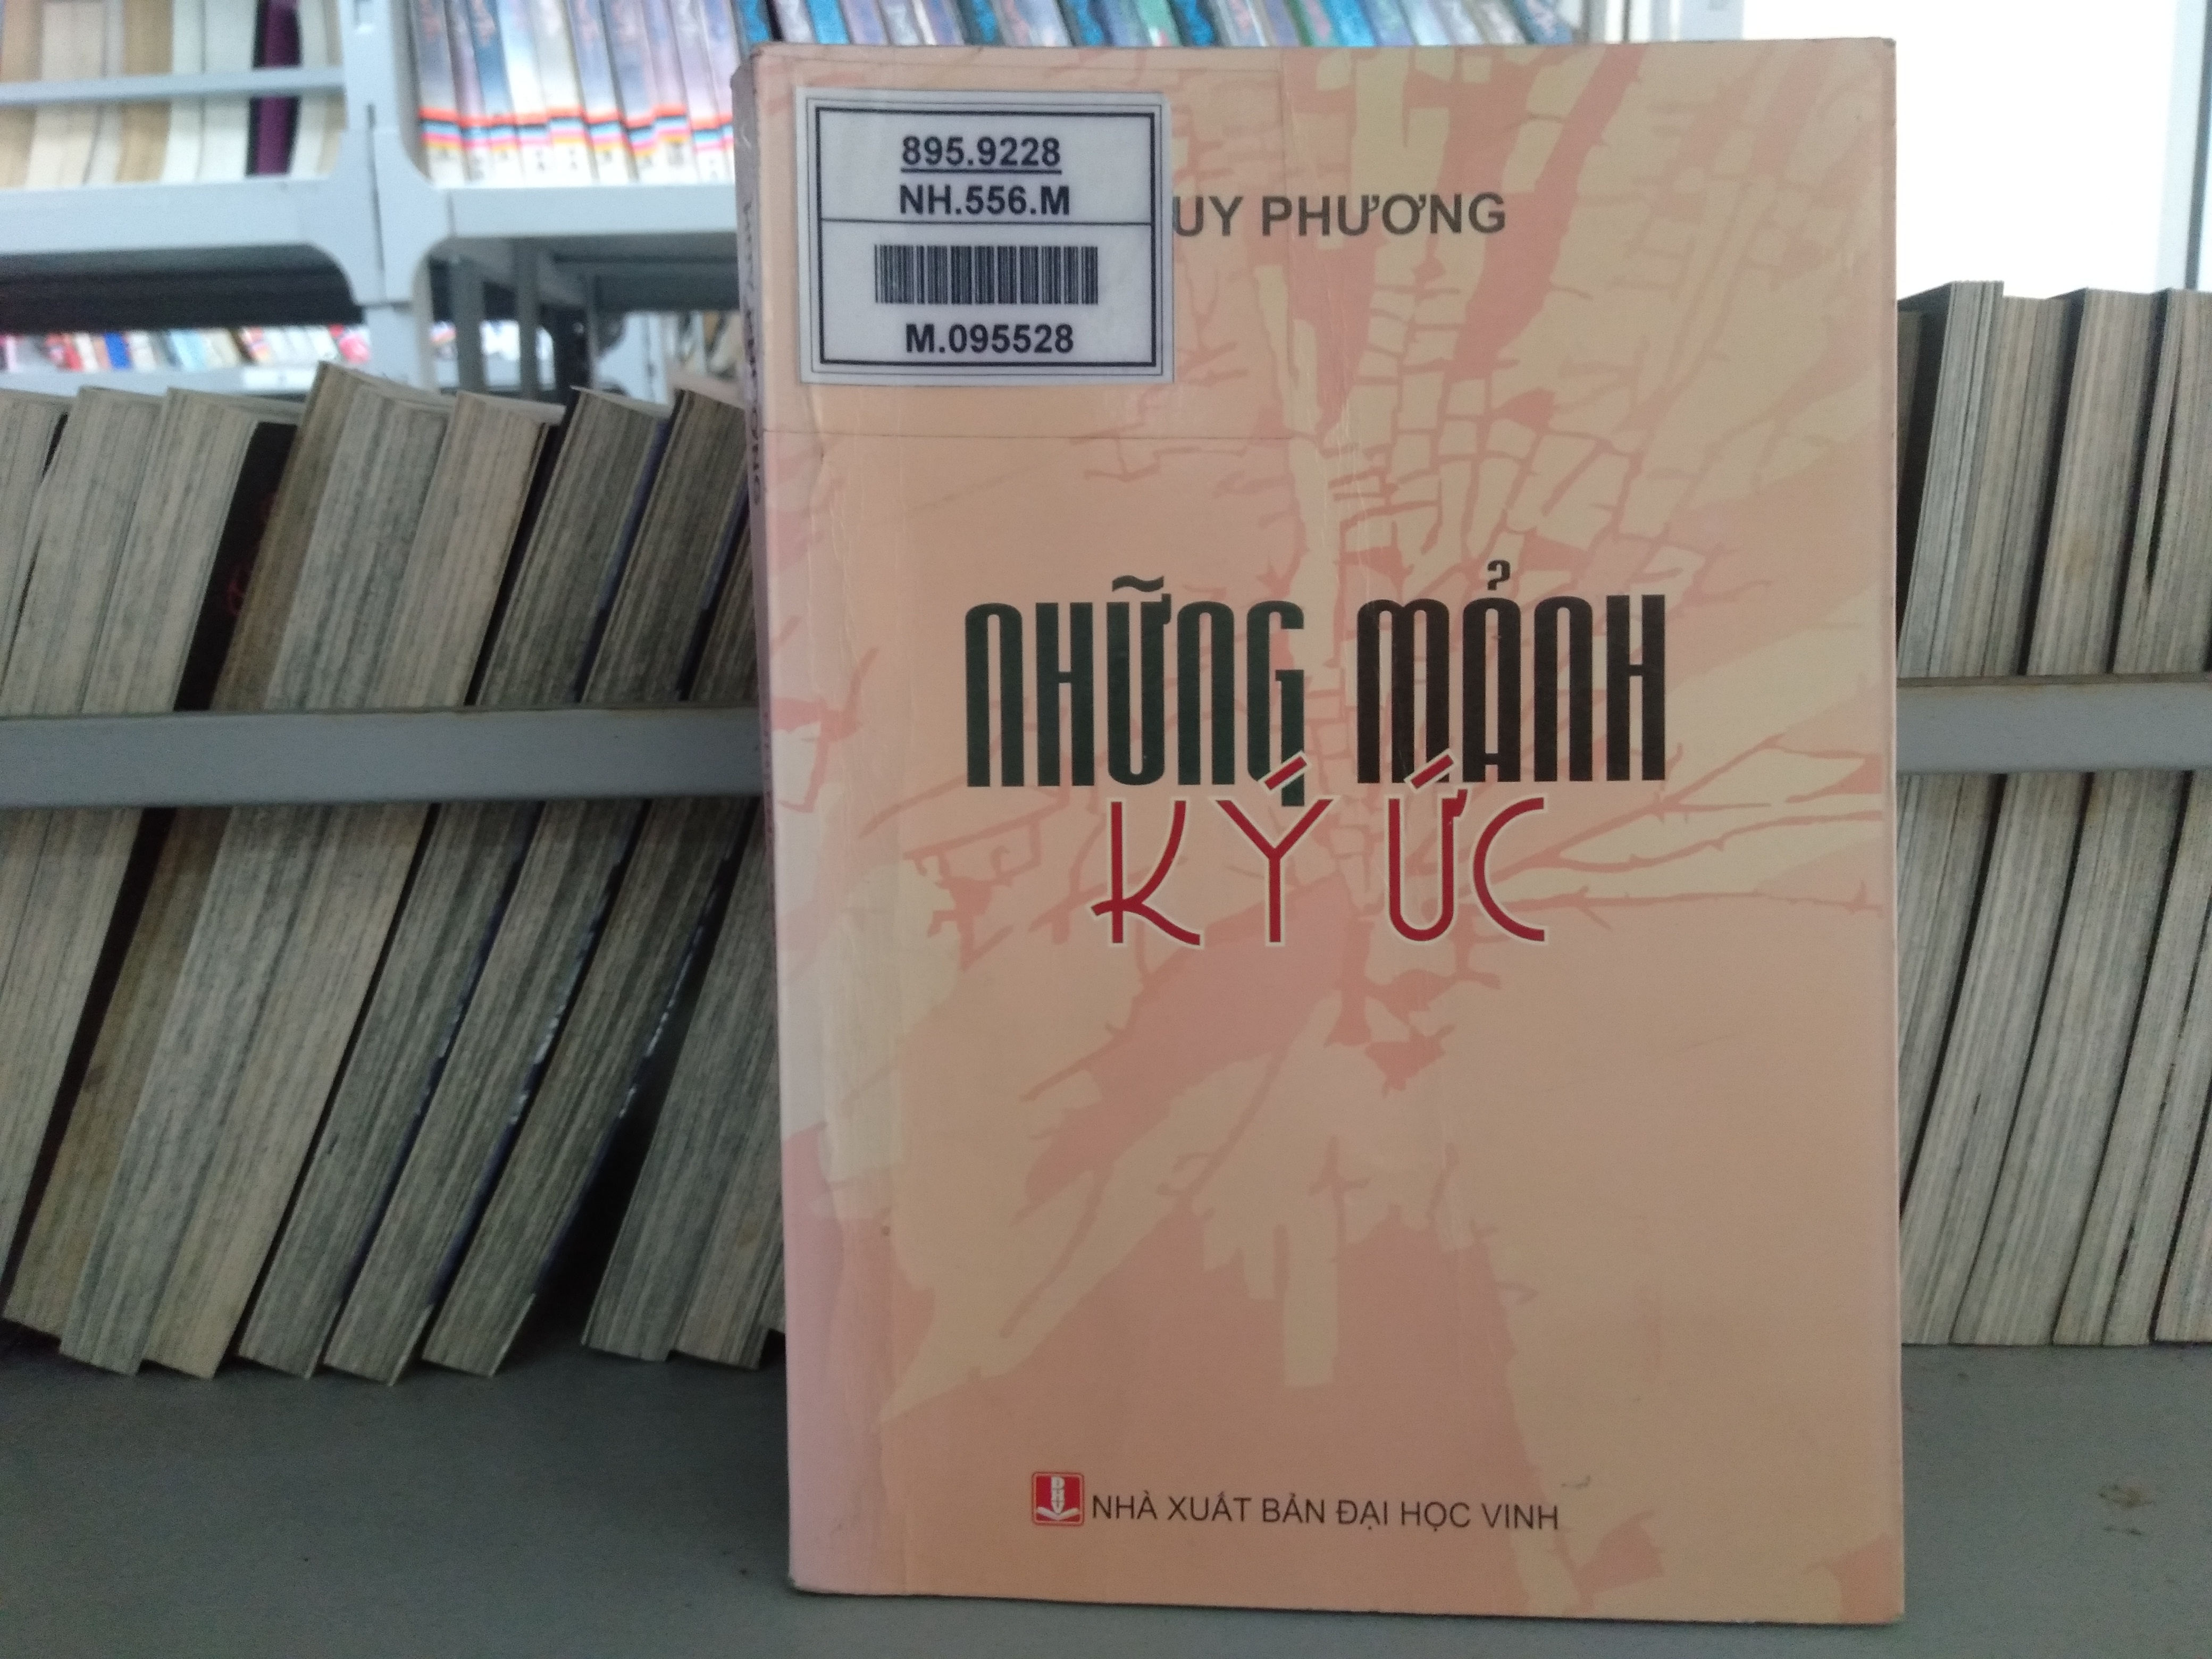 895.9228
NH.556.M
M.095528
UY PHƯƠNG
NHỮNG MẢNH
KÝ ỨC
NHÀ XUẤT BẢN ĐẠI HỌC VINH